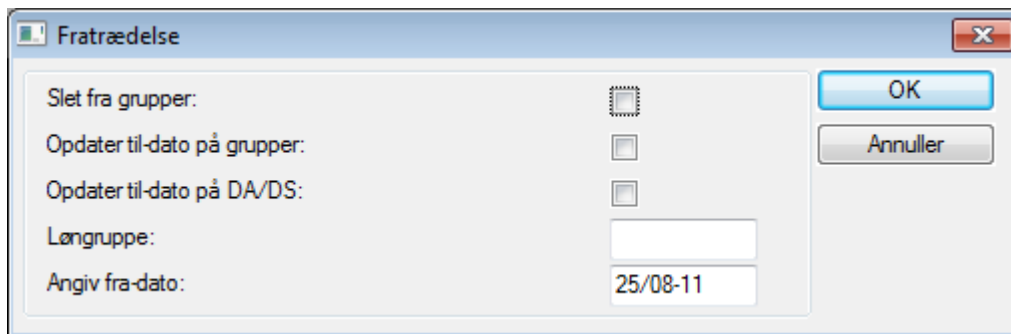 Fratrædelse
Slet fra grupper:
OK
Opdater til-dato på grupper:
Annuller
Opdater til-dato på DA/DS:
Løngruppe:
Angiv fra-dato: 25/08-11